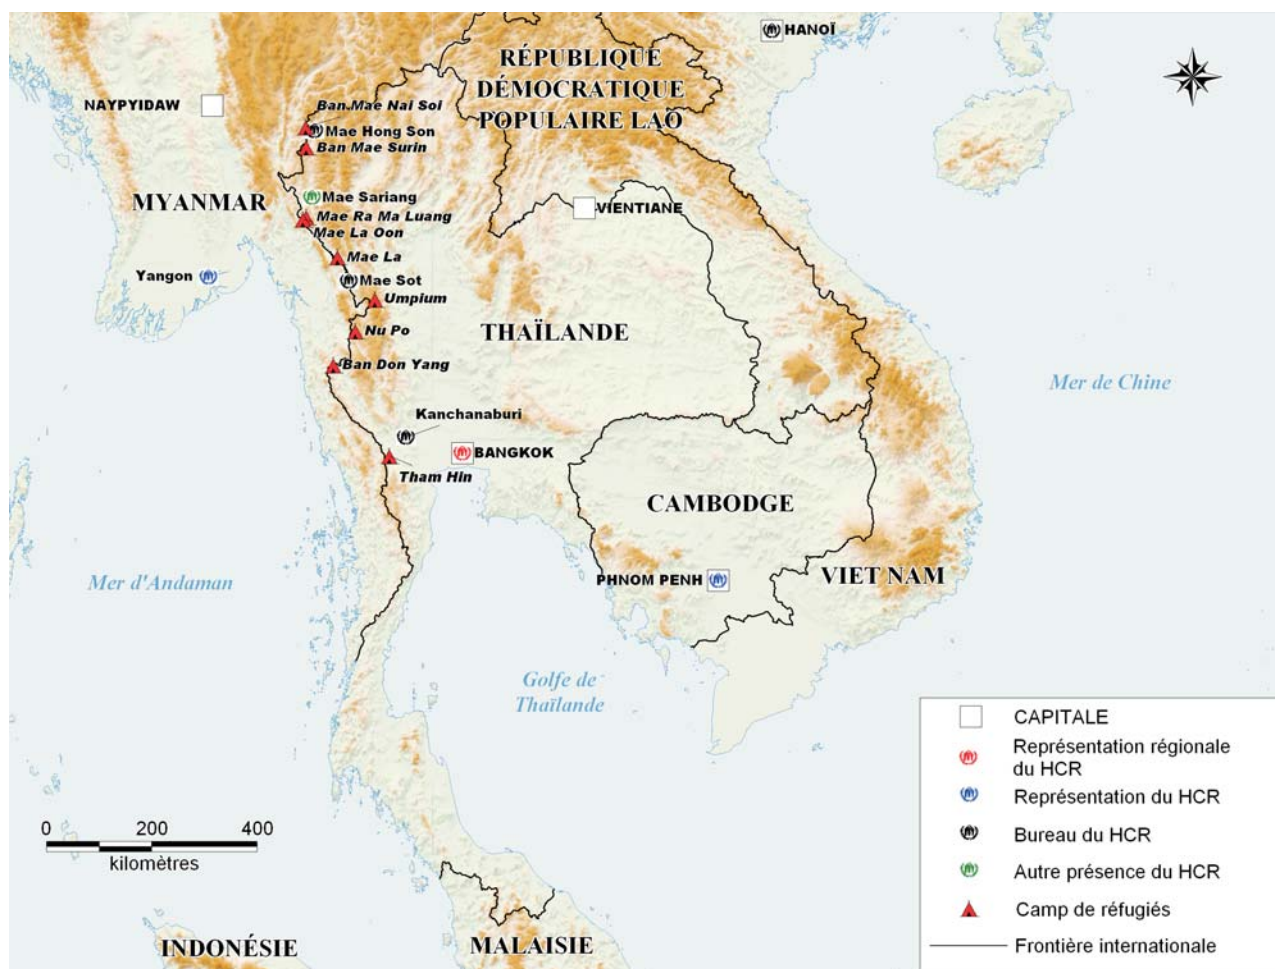 HANOÏ
RÉPUBLIQUE
DÉMOCRATIQUE
POPULAIRE LAO
NAYPYIDAW
Ban Mae Nai Soi
Mae Hong Son
Ban Mae Surin
MYANMAR
Mae Sariang
VIENTIANE
Mae Ra Ma Luang
Mae La Oon
Mae La
Yangon
Mae Sot
Umpium
Nu Po
THAÏLANDE
Ban Don Yang
Mer de Chine
Kanchanaburi
BANGKOK
Tham Hin
CAMBODGE
Mer d'Andaman
PHNOM PENH
VIET NAM
Golfe de
Thaïlande
CAPITALE
Représentation régionale
du HCR
Représentation du HCR
Bureau du HCR
Autre présence du HCR
Camp de réfugiés
Frontière internationale
0 200 400
kilomètres
INDONÉSIE
MALAISIE